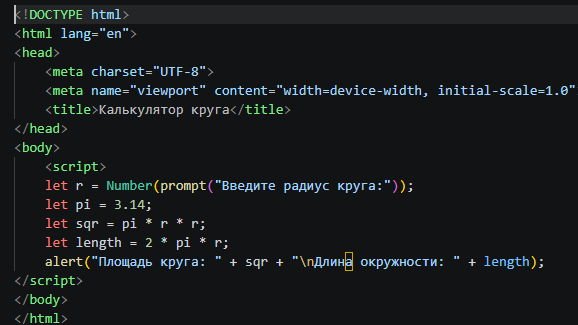 <!DOCTYPE html>
<html lang="en">
<head>
    <meta charset="UTF-8">
    <meta name="viewport" content="width=device-width, initial-scale=1.0"
    <title>Калькулятор круга</title>
</head>
<body>
    <script>
    let r = Number(prompt("Введите радиус круга:"));
    let pi = 3.14;
    let sqr = pi * r * r;
    let length = 2 * pi * r;
    alert("Площадь круга: " + sqr + "\nДлина окружности: " + length);
</script>
</body>
</html>